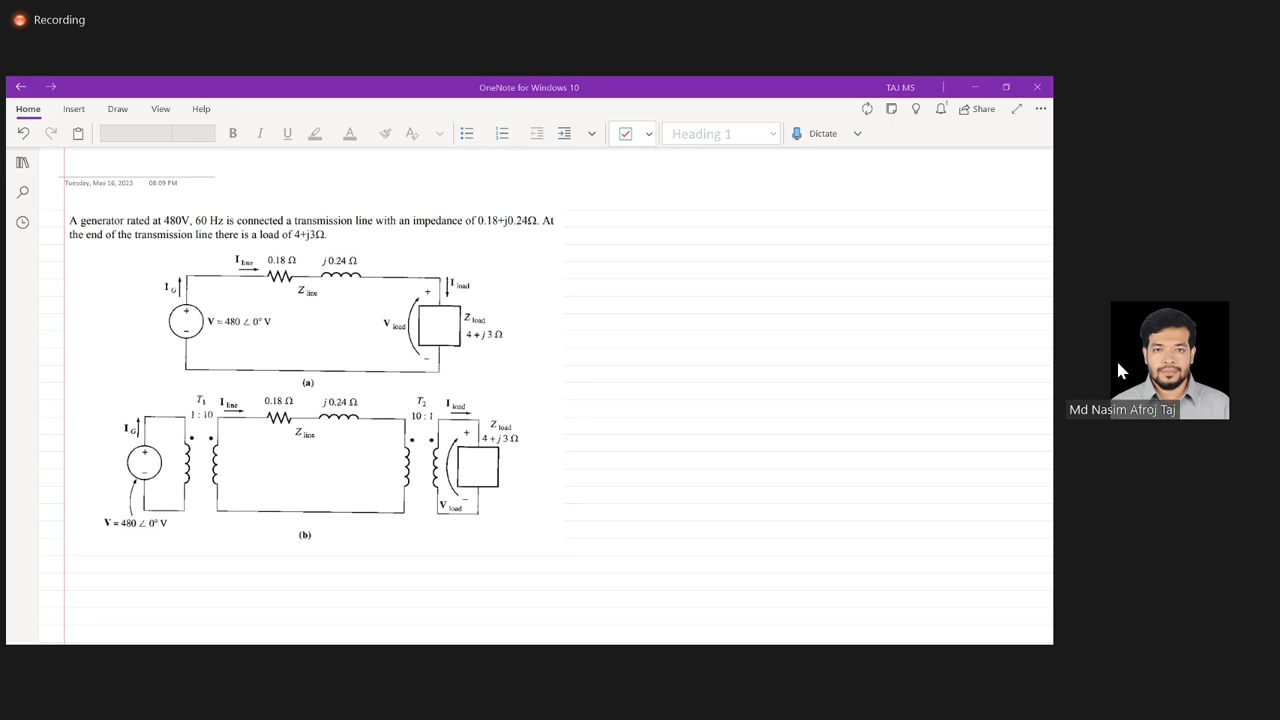 Recording
OneNote for Windows 10
TAJ MS
Home Insert Draw View Help
Share
B I U A
Heading 1
Dictate
Tuesday, May 16, 2023 08:09 PM
A generator rated at 480V, 60 Hz is connected a transmission line with an impedance of 0.18+j0.24Ω. At
the end of the transmission line there is a load of 4+j3Ω.
I line 0.18 Ω j 0.24 Ω
I G
Z line
I load
+
V = 480 ∠ 0° V
V load
Z load
4 + j 3 Ω
(a)
T1
1 : 10
I line 0.18 Ω j 0.24 Ω
T2
10 : 1
I load
I G
Z line
Z load
4 + j 3 Ω
V load
V = 480 ∠ 0° V
(b)
Md Nasim Afroj Taj